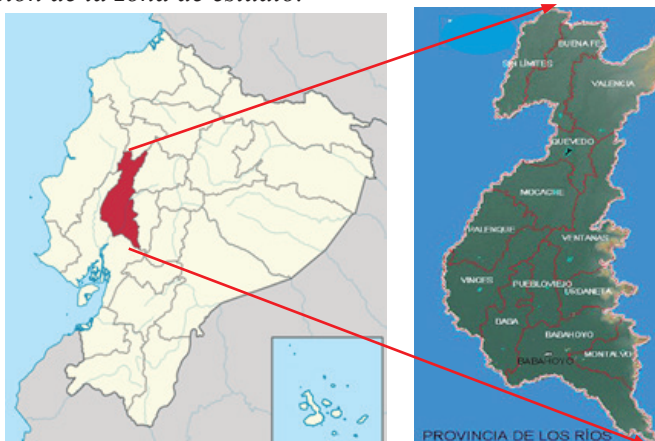 ión de la zona de estudio.
BUENA FE
SIN LÍMITES
VALENCIA
QUEVEDO
MOCACHE
PALENQUE
VENTANAS
VINCES
PUEBLOVIEJO
URDANETA
BABA
BABAHOYO
MONTALVO
BABAHOYO
PROVINCIA DE LOS RÍOS